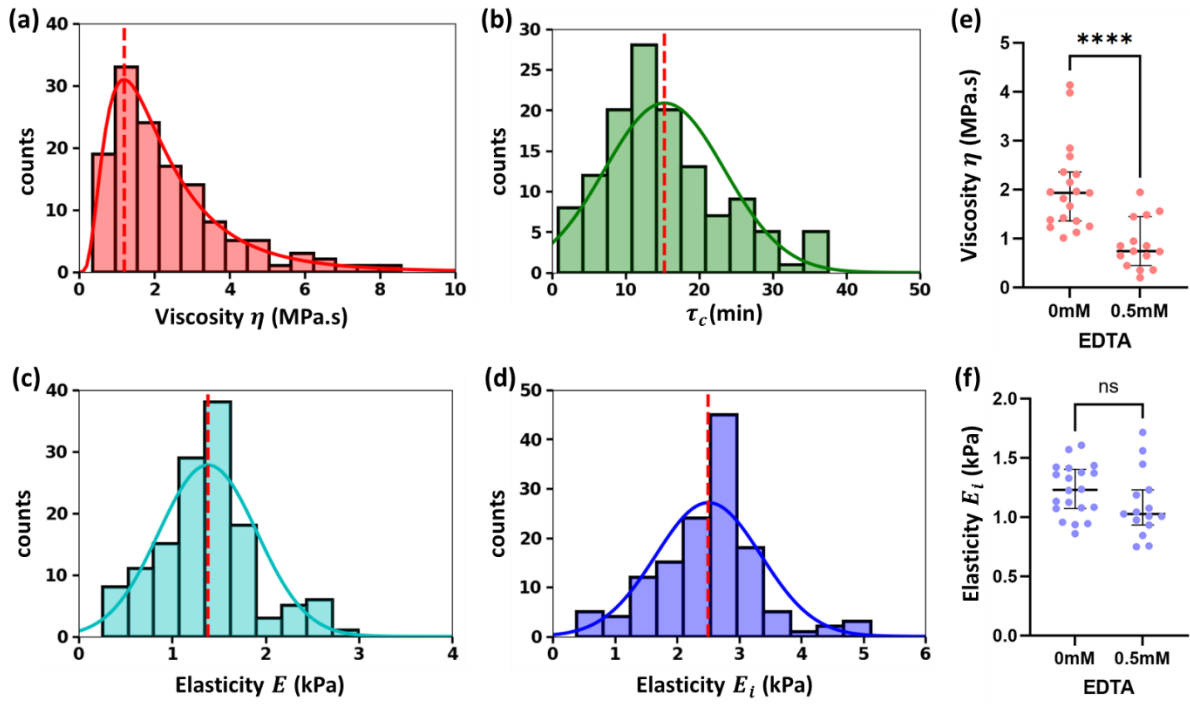 (a)
40
30
20
10
0
counts
0 2 4 6 8 10
Viscosity η (MPa.s)
(b)
30
25
20
15
10
5
0
counts
0 10 20 30 40 50
τc(min)
(e)
****
5
4
3
2
1
0
Viscosity η (MPa.s)
0mM 0.5mM
EDTA
(c)
40
30
20
10
0
counts
0 1 2 3 4
Elasticity E (kPa)
(d)
50
40
30
20
10
0
counts
0 1 2 3 4 5 6
Elasticity Ei (kPa)
(f)
ns
2.0
1.5
1.0
0.5
0.0
Elasticity Ei (kPa)
0mM 0.5mM
EDTA